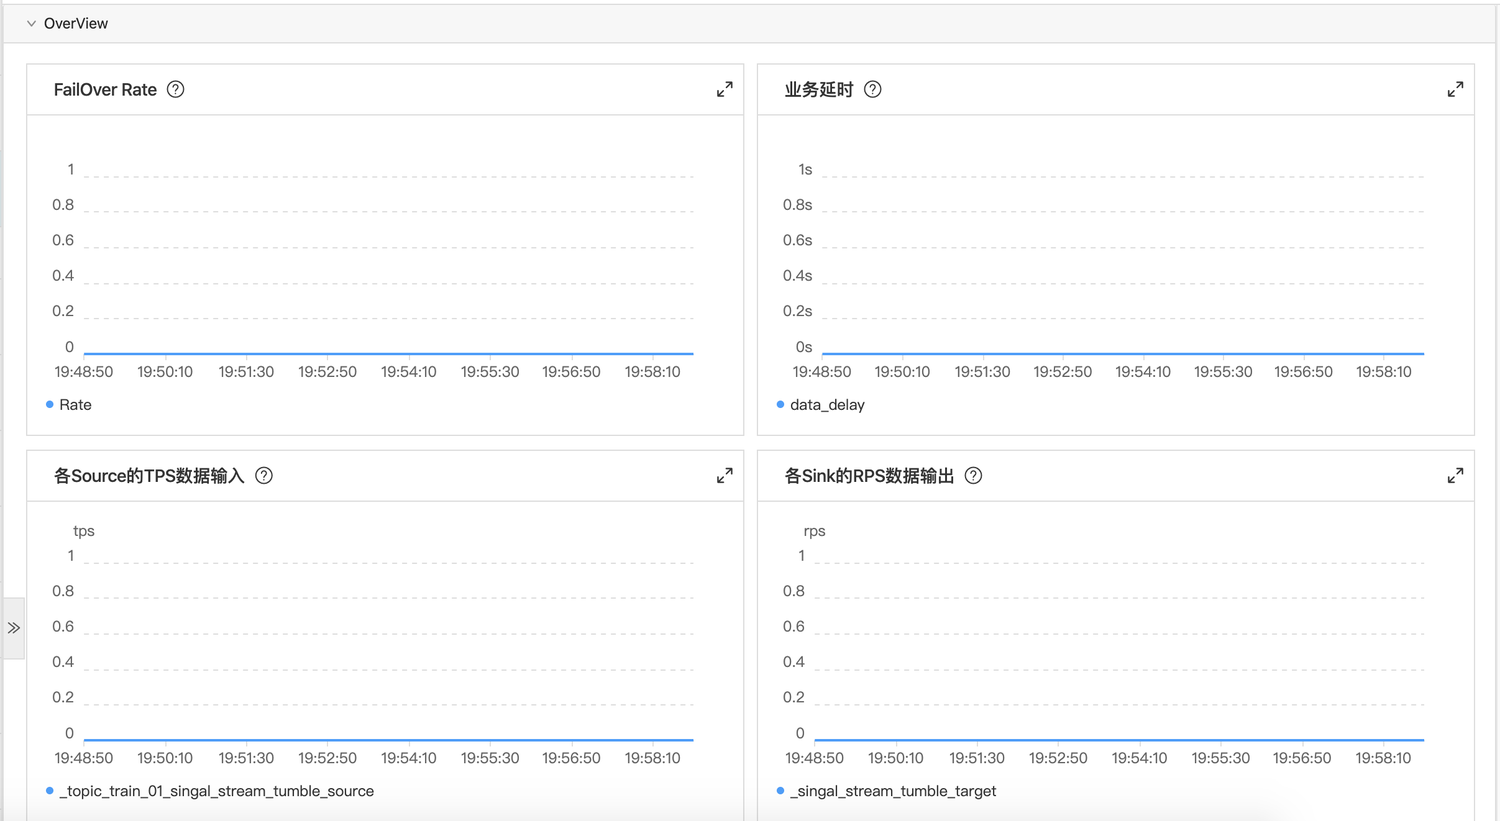 OverView
FailOver Rate
1
0.8
0.6
0.4
0.2
0
19:48:50 19:50:10 19:51:30 19:52:50 19:54:10 19:55:30 19:56:50 19:58:10
Rate
业务延时
1s
0.8s
0.6s
0.4s
0.2s
0s
19:48:50 19:50:10 19:51:30 19:52:50 19:54:10 19:55:30 19:56:50 19:58:10
data_delay
各Source的TPS数据输入
tps
1
0.8
0.6
0.4
0.2
0
19:48:50 19:50:10 19:51:30 19:52:50 19:54:10 19:55:30 19:56:50 19:58:10
_topic_train_01_singal_stream_tumble_source
各Sink的RPS数据输出
rps
1
0.8
0.6
0.4
0.2
0
19:48:50 19:50:10 19:51:30 19:52:50 19:54:10 19:55:30 19:56:50 19:58:10
_singal_stream_tumble_target